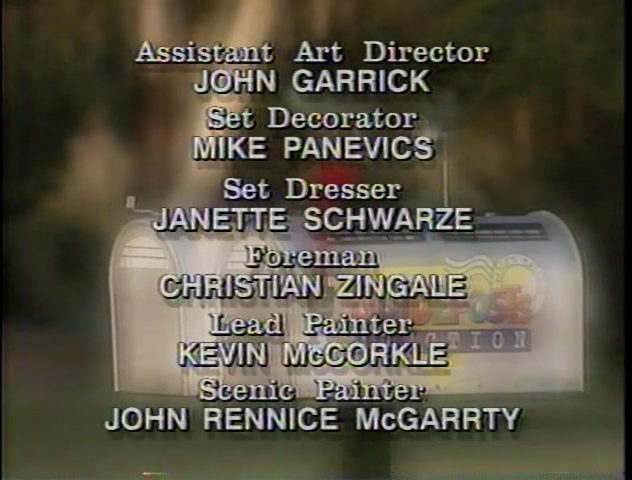 Assistant Art Director
JOHN GARRICK
Set Decorator
MIKE PANEVICS
Set Dresser
JANETTE SCHWARZE
Foreman
CHRISTIAN ZINGALE
Lead Painter
KEVIN McCORKLE
Scenic Painter
JOHN RENNICE McGARRTY